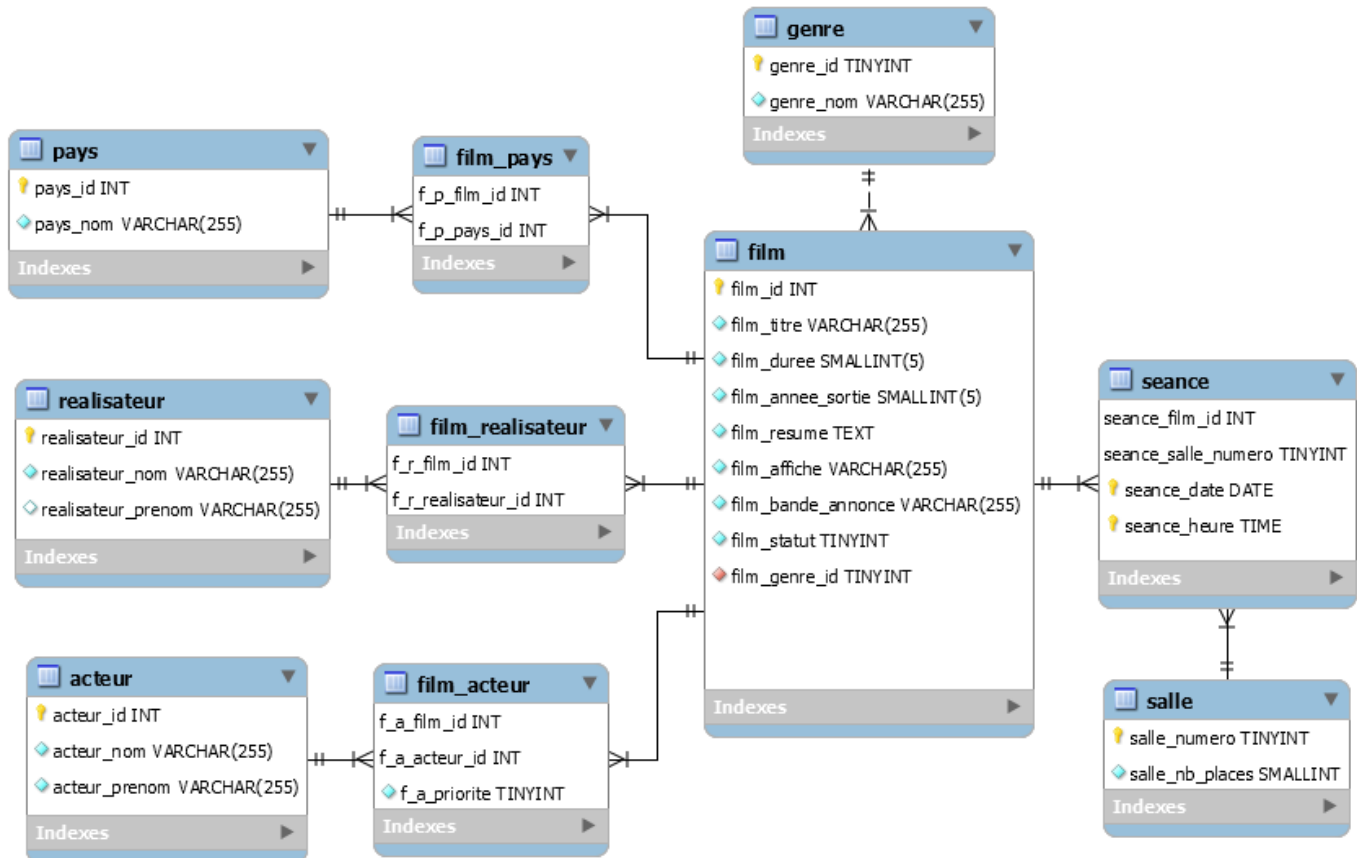 genre
genre_id TINYINT
genre_nom VARCHAR(255)
Indexes
pays
pays_id INT
pays_nom VARCHAR(255)
Indexes
film_pays
f_p_film_id INT
f_p_pays_id INT
Indexes
film
film_id INT
film_titre VARCHAR(255)
film_duree SMALLINT(5)
film_annee_sortie SMALLINT(5)
film_resume TEXT
film_affiche VARCHAR(255)
film_bande_annonce VARCHAR(255)
film_statut TINYINT
film_genre_id TINYINT
Indexes
realisateur
realisateur_id INT
realisateur_nom VARCHAR(255)
realisateur_prenom VARCHAR(255)
Indexes
film_realisateur
f_r_film_id INT
f_r_realisateur_id INT
Indexes
seance
seance_film_id INT
seance_salle_numero TINYINT
seance_date DATE
seance_heure TIME
Indexes
acteur
acteur_id INT
acteur_nom VARCHAR(255)
acteur_prenom VARCHAR(255)
Indexes
film_acteur
f_a_film_id INT
f_a_acteur_id INT
f_a_priorite TINYINT
Indexes
salle
salle_numero TINYINT
salle_nb_places SMALLINT
Indexes